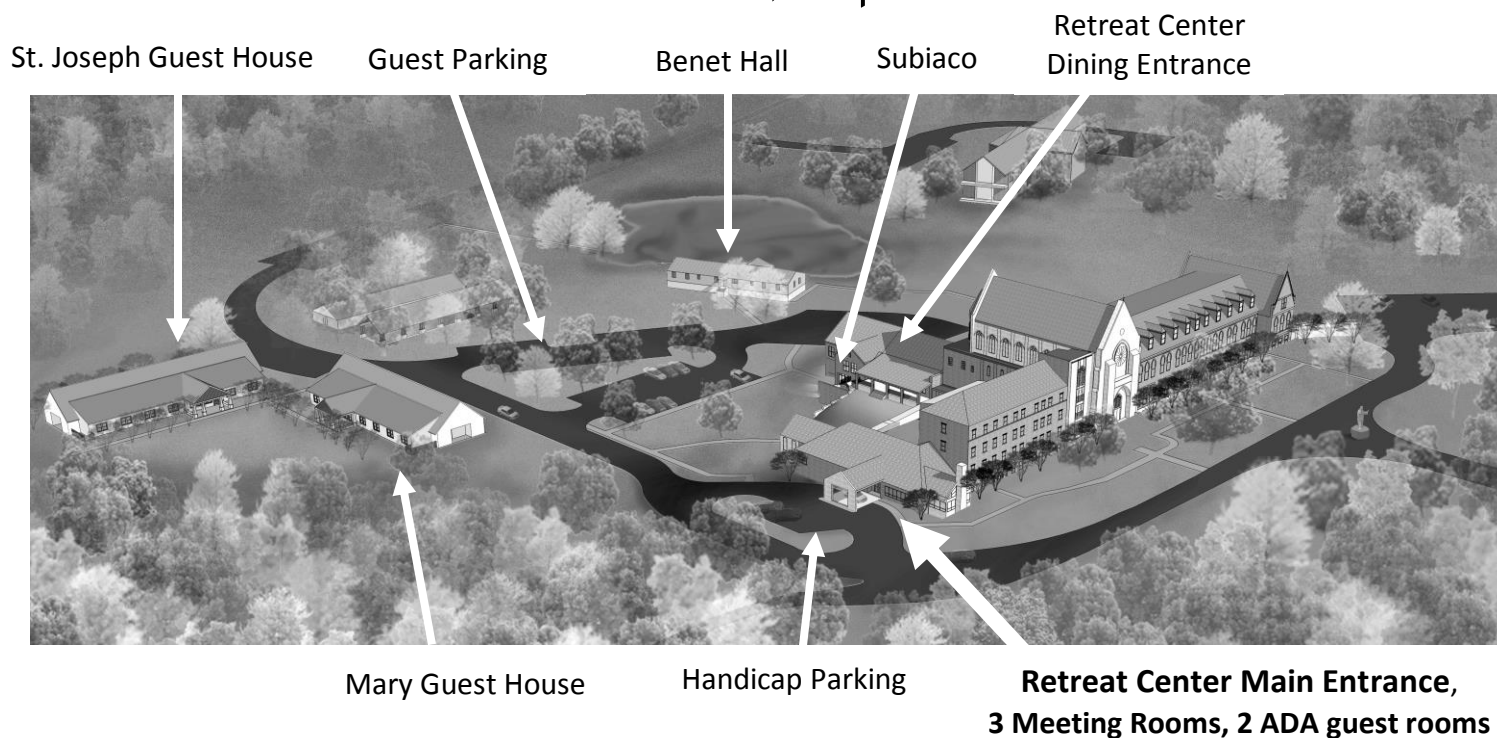 Retreat Center
St. Joseph Guest House Guest Parking Benet Hall Subiaco Dining Entrance
Mary Guest House Handicap Parking Retreat Center Main Entrance,
3 Meeting Rooms, 2 ADA guest rooms